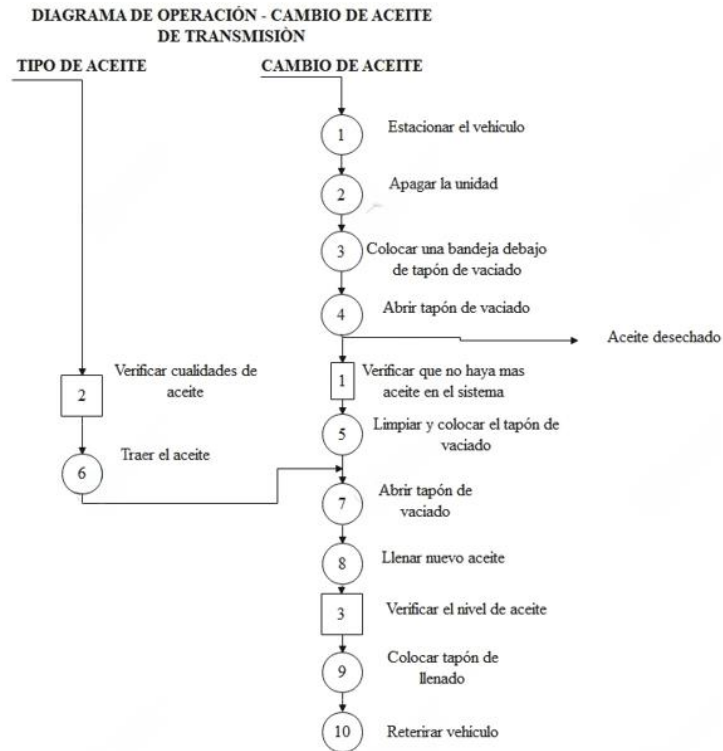 DIAGRAMA DE OPERACIÓN - CAMBIO DE ACEITE
DE TRANSMISIÓN
TIPO DE ACEITE
CAMBIO DE ACEITE
1
Estacionar el vehículo
2
Apagar la unidad
3
Colocar una bandeja debajo
de tapón de vaciado
4
Abrir tapón de vaciado
Aceite desechado
2
Verificar cualidades de
aceite
1
Verificar que no haya mas
aceite en el sistema
5
Limpiar y colocar el tapón de
vaciado
6
Traer el aceite
7
Abrir tapón de
vaciado
8
Llenar nuevo aceite
3
Verificar el nivel de aceite
9
Colocar tapón de
llenado
10
Reterirar vehículo